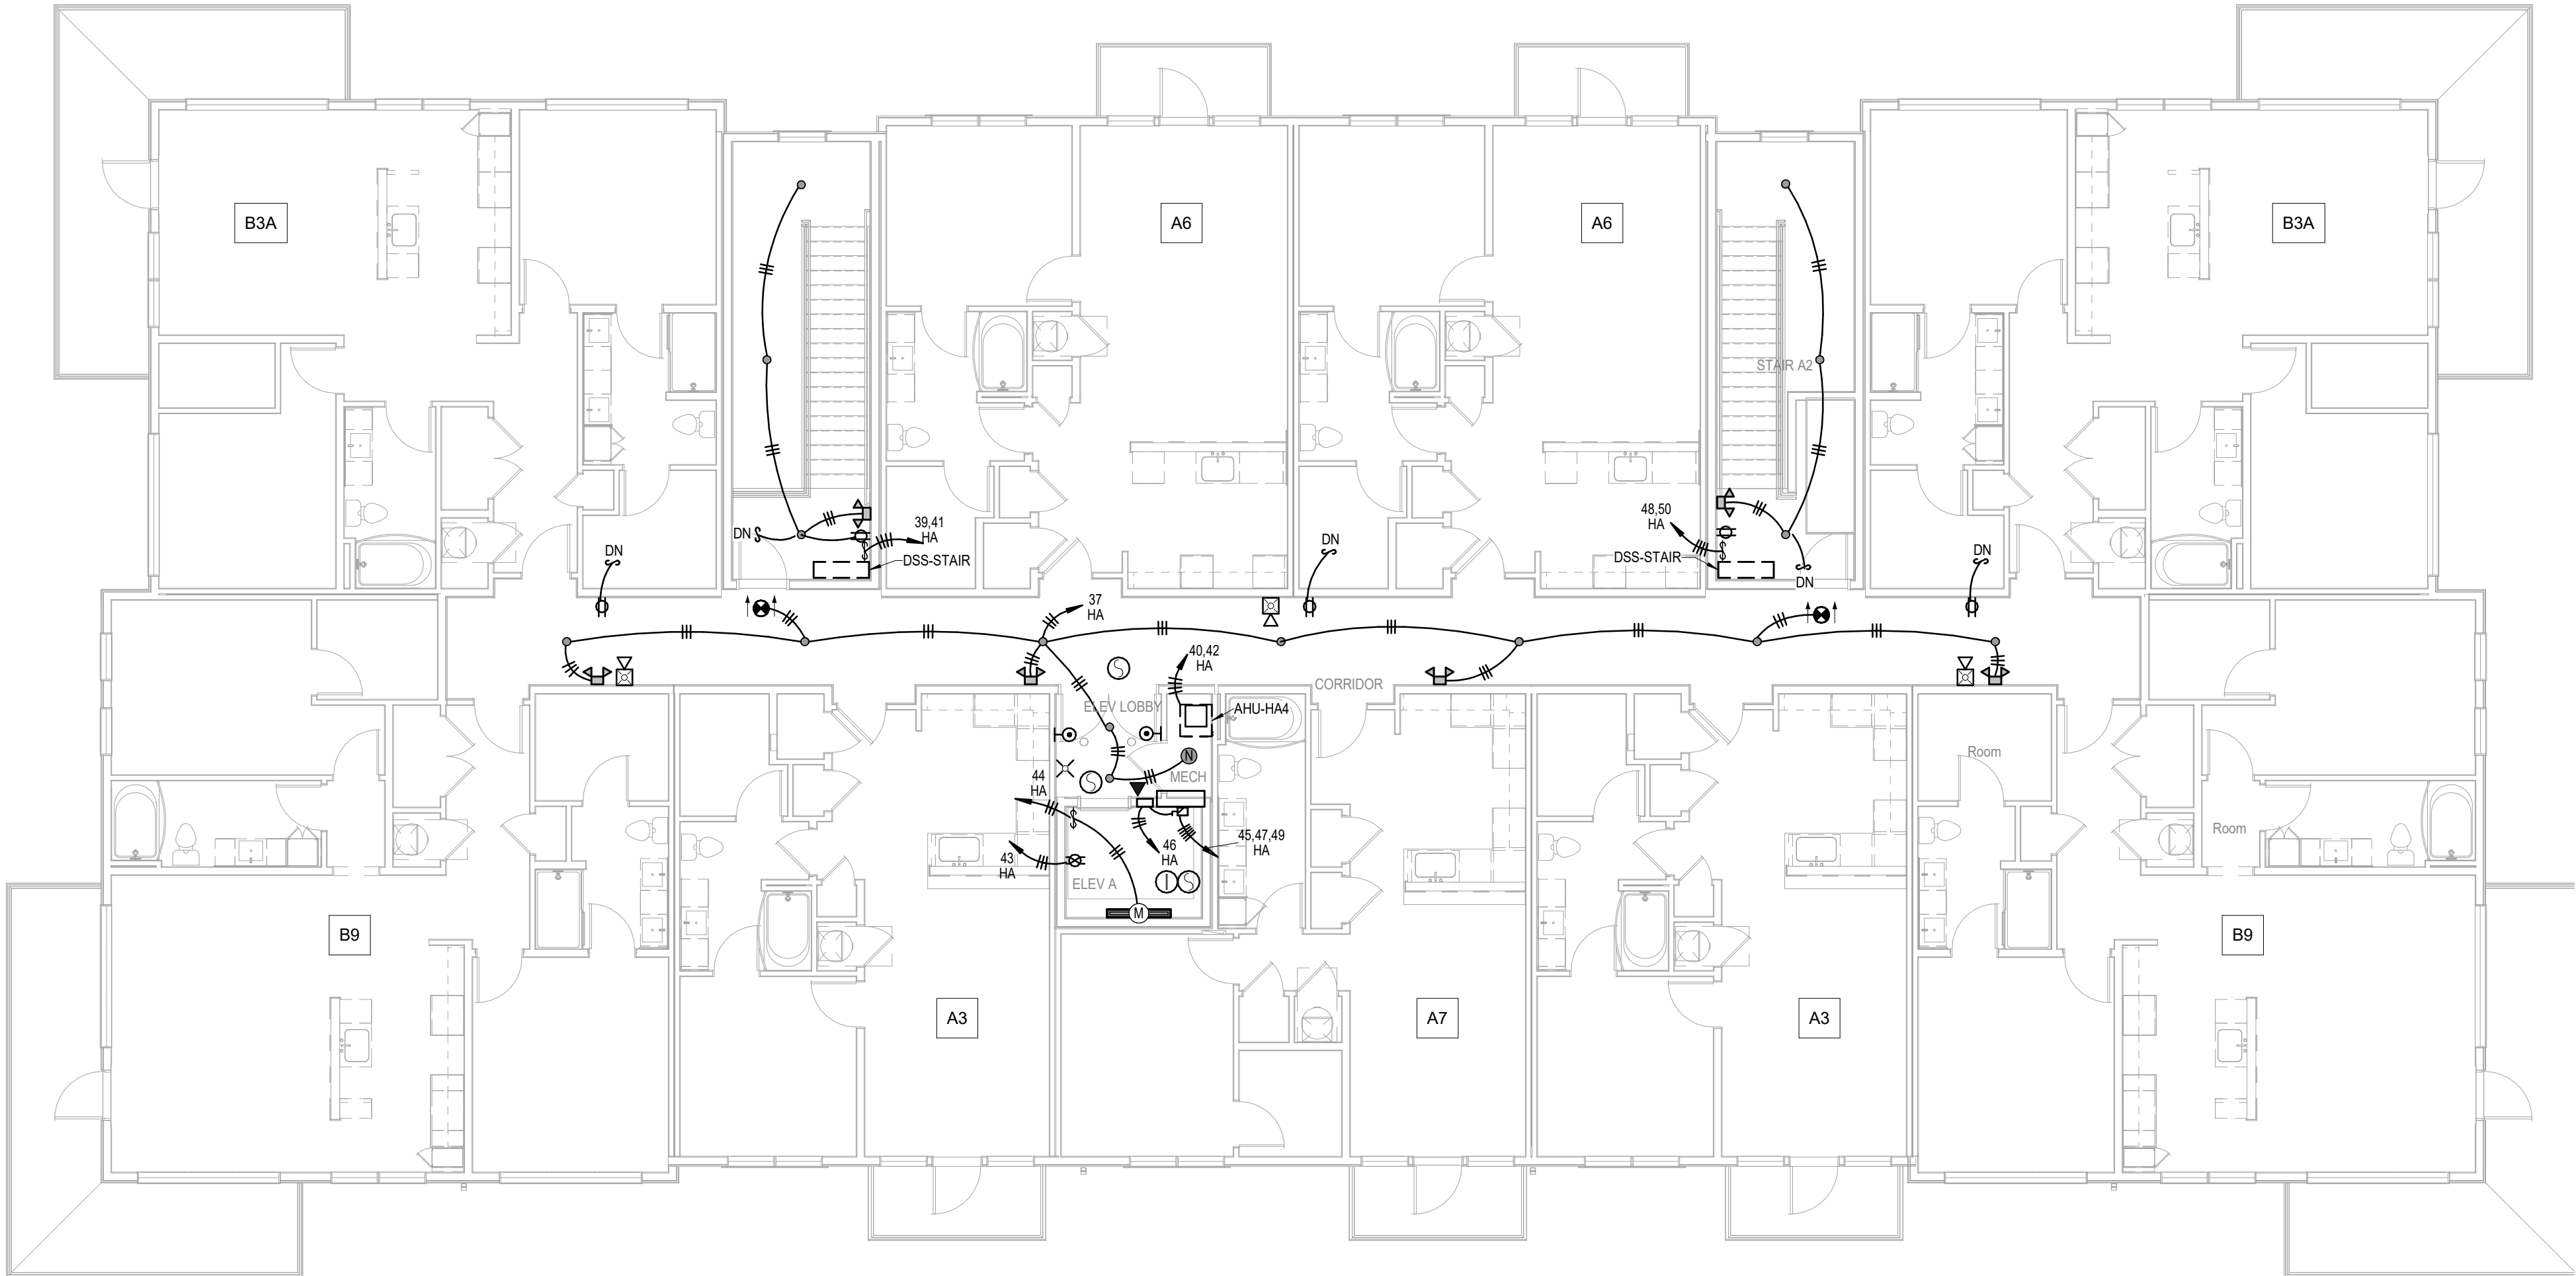 B3A
A6
A6
B3A
STAIR A2
39,41
HA
48,50
HA
DN
DN
DSS-STAIR
DN
DSS-STAIR
DN
DN
DN
37
HA
40,42
HA
CORRIDOR
ELEV LOBBY
AHU-HA4
N
Room
MECH
44
HA
45,47,49
HA
46
HA
43
HA
Room
ELEV A
M
B9
B9
A3
A7
A3